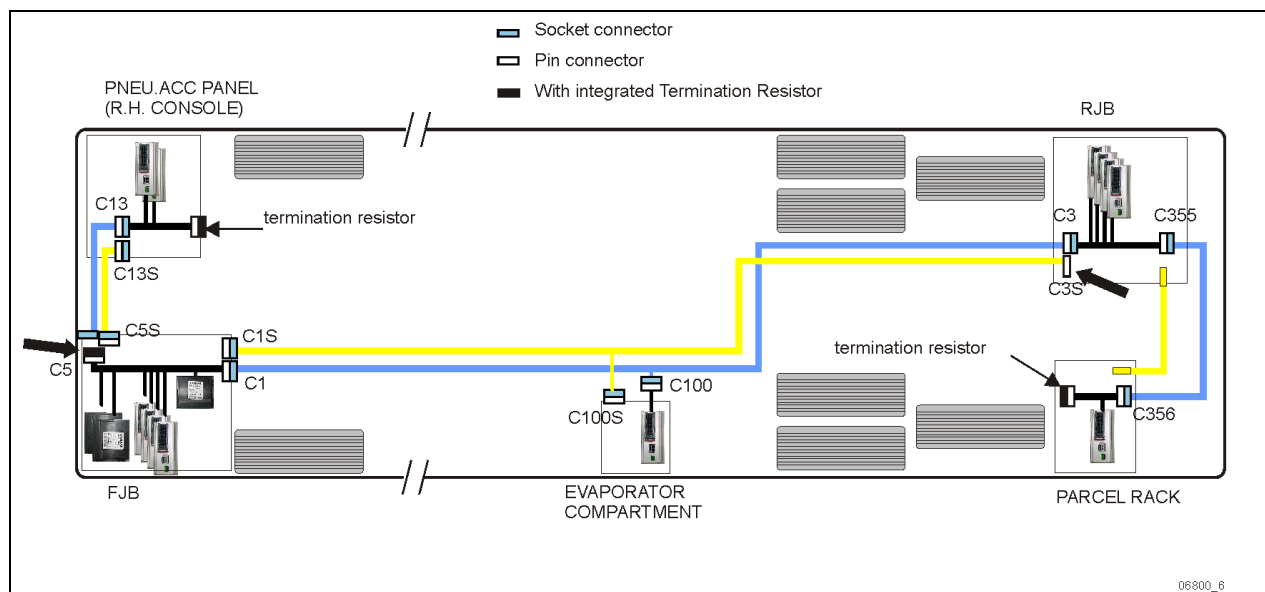 Socket connector
Pin connector
With integrated Termination Resistor
PNEU.ACC PANEL
(R.H. CONSOLE)
RJB
C13
termination resistor
C13S
C3
C355
C3S
C5S
C5
C1S
C1
termination resistor
C100
C100S
C356
FJB
EVAPORATOR
COMPARTMENT
PARCEL RACK
06800_6